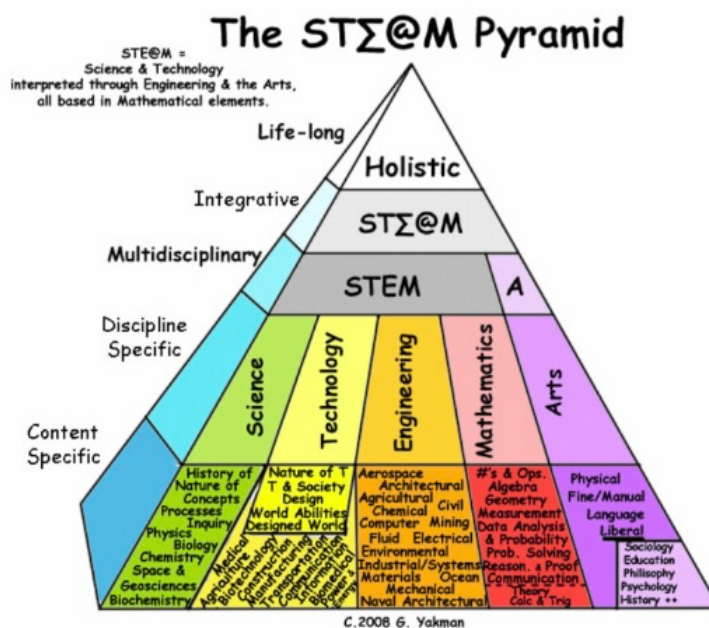 The ST∑@M Pyramid
STE@M =
Science & Technology
interpreted through Engineering & the Arts,
all based in Mathematical elements.
Life-long
Holistic
Integrative
ST∑@M
Multidisciplinary
STEM
A
Discipline
Specific
Science
Technology
Engineering
Mathematics
Arts
Content
Specific
History of
Nature of
Concepts
Processes
Inquiry
Physics
Biology
Chemistry
Space &
Geosciences
Biochemistry
Nature of T
T & Society
Design
World Abilities
Designed World
Medical
Agriculture
Biotechnology
Construction
Manufacturing
Transportation
Communication
Information
Biomedical
Power &
Energy
Aerospace
Architectural
Agricultural
Chemical Civil
Computer Mining
Fluid Electrical
Environmental
Industrial/Systems
Materials Ocean
Mechanical
Naval Architectural
#'s & Ops.
Algebra
Geometry
Measurement
Data Analysis
& Probability
Prob. Solving
Reason. & Proof
Communication
Theory
Calc & Trig
Physical
Fine/Manual
Language
Liberal
Sociology
Education
Philisophy
Psychology
History ++
C.2008 G. Yakman